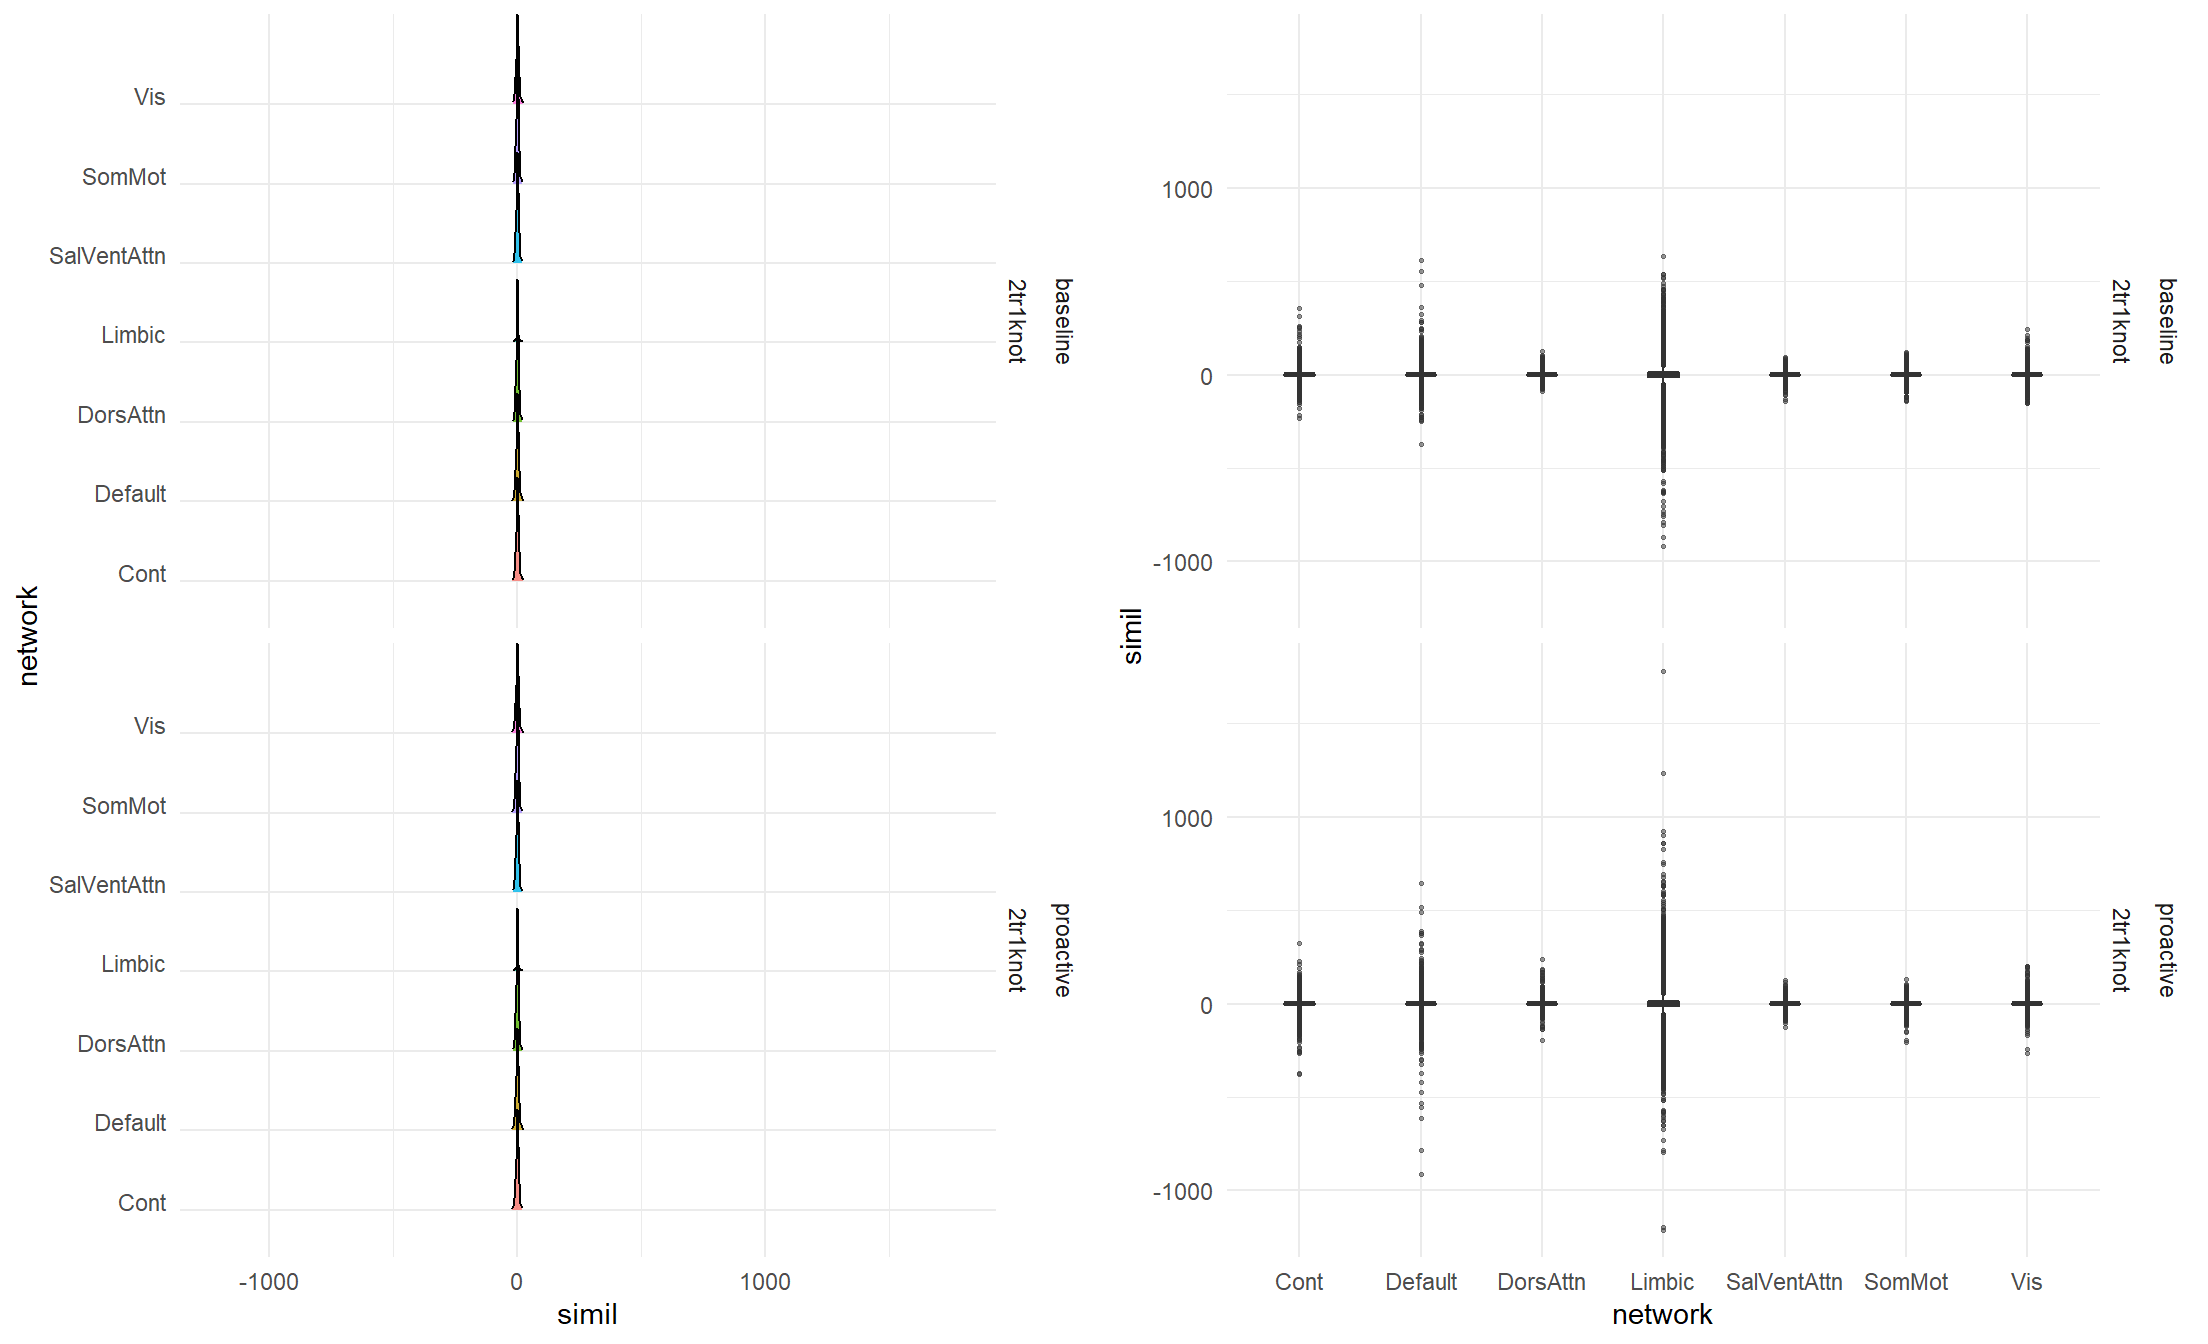 network
Vis
SomMot
SalVentAttn
Limbic
DorsAttn
Default
Cont
baseline
2tr1knot
Vis
SomMot
SalVentAttn
Limbic
DorsAttn
Default
Cont
proactive
2tr1knot
-1000 0 1000
simil
simil
1000
0
-1000
baseline
2tr1knot
1000
0
-1000
proactive
2tr1knot
Cont Default DorsAttn Limbic SalVentAttn SomMot Vis
network